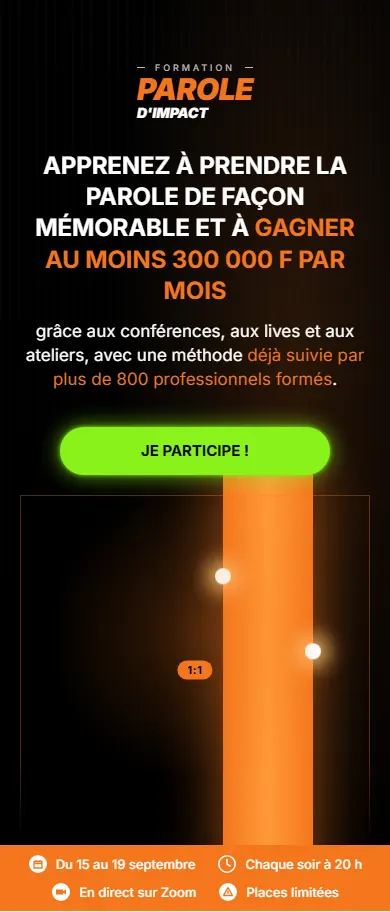 FORMATION
PAROLE
D'IMPACT
APPRENEZ À PRENDRE LA
PAROLE DE FAÇON
MÉMORABLE ET À GAGNER
AU MOINS 300 000 F PAR
MOIS
grâce aux conférences, aux lives et aux
ateliers, avec une méthode déjà suivie par
plus de 800 professionnels formés.
JE PARTICIPE !
1:1
Du 15 au 19 septembre
Chaque soir à 20 h
En direct sur Zoom
Places limitées